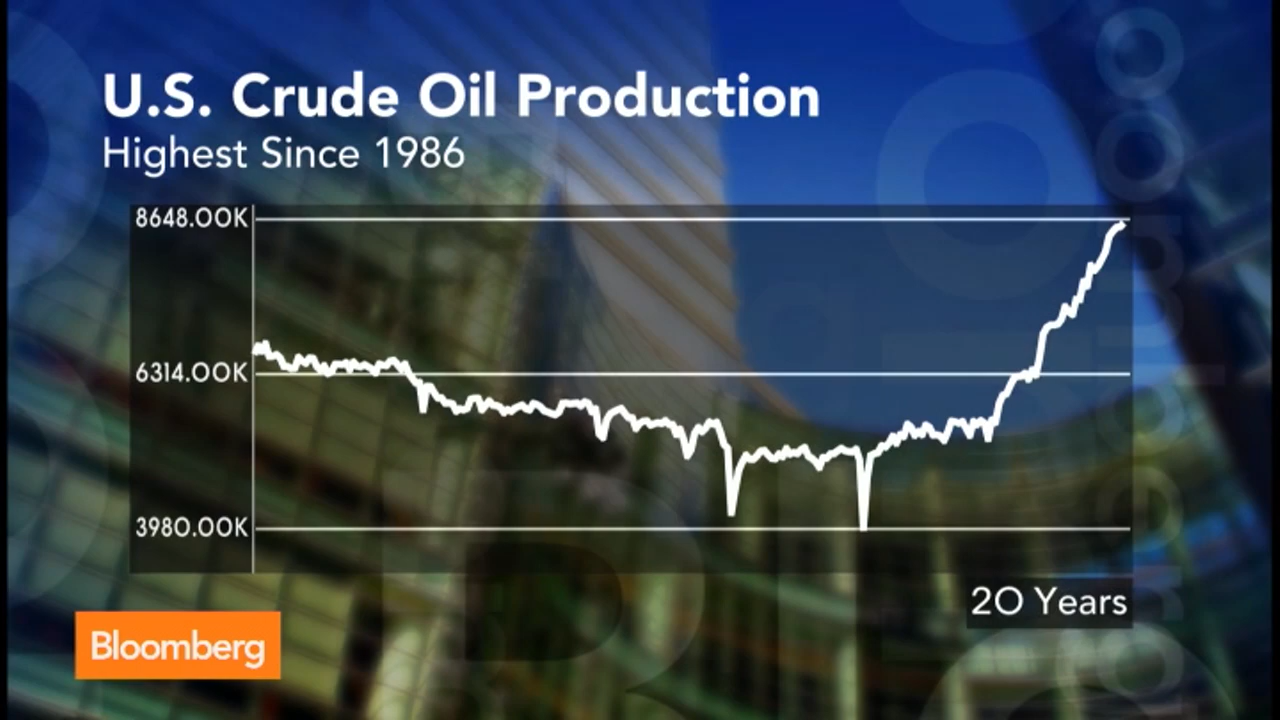 U.S. Crude Oil Production
Highest Since 1986
8648.00K
6314.00K
3980.00K
20 Years
Bloomberg